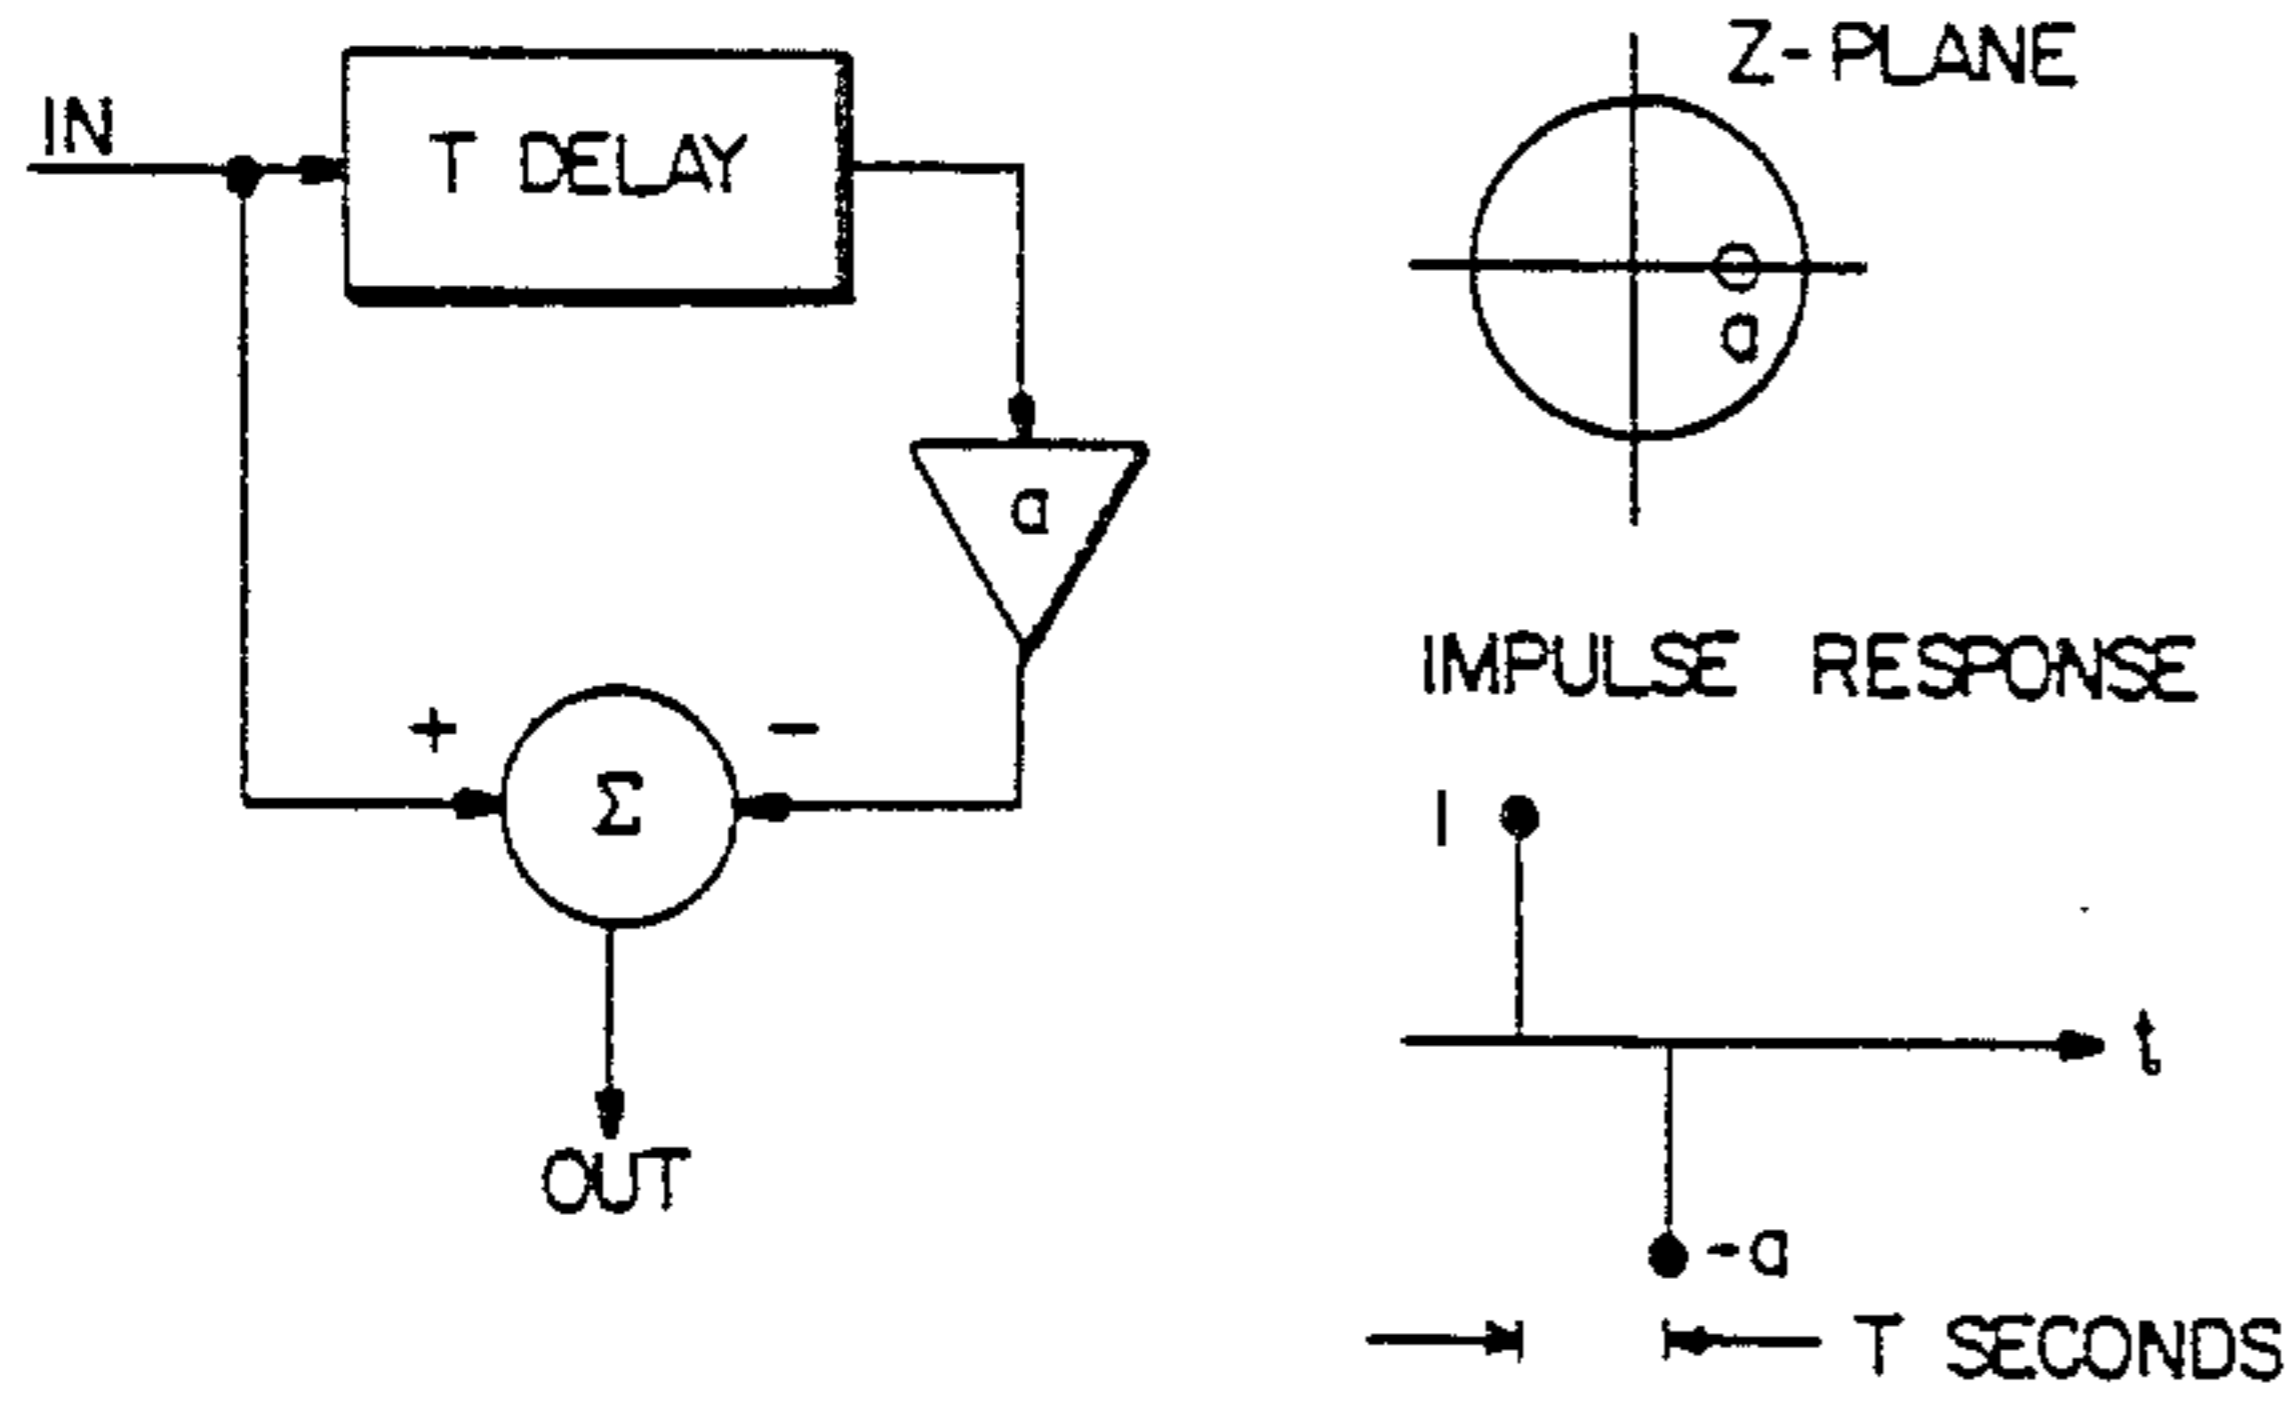 IN
T DELAY
a
+
-
Σ
OUT
Z-PLANE
a
IMPULSE RESPONSE
1
t
-a
T SECONDS